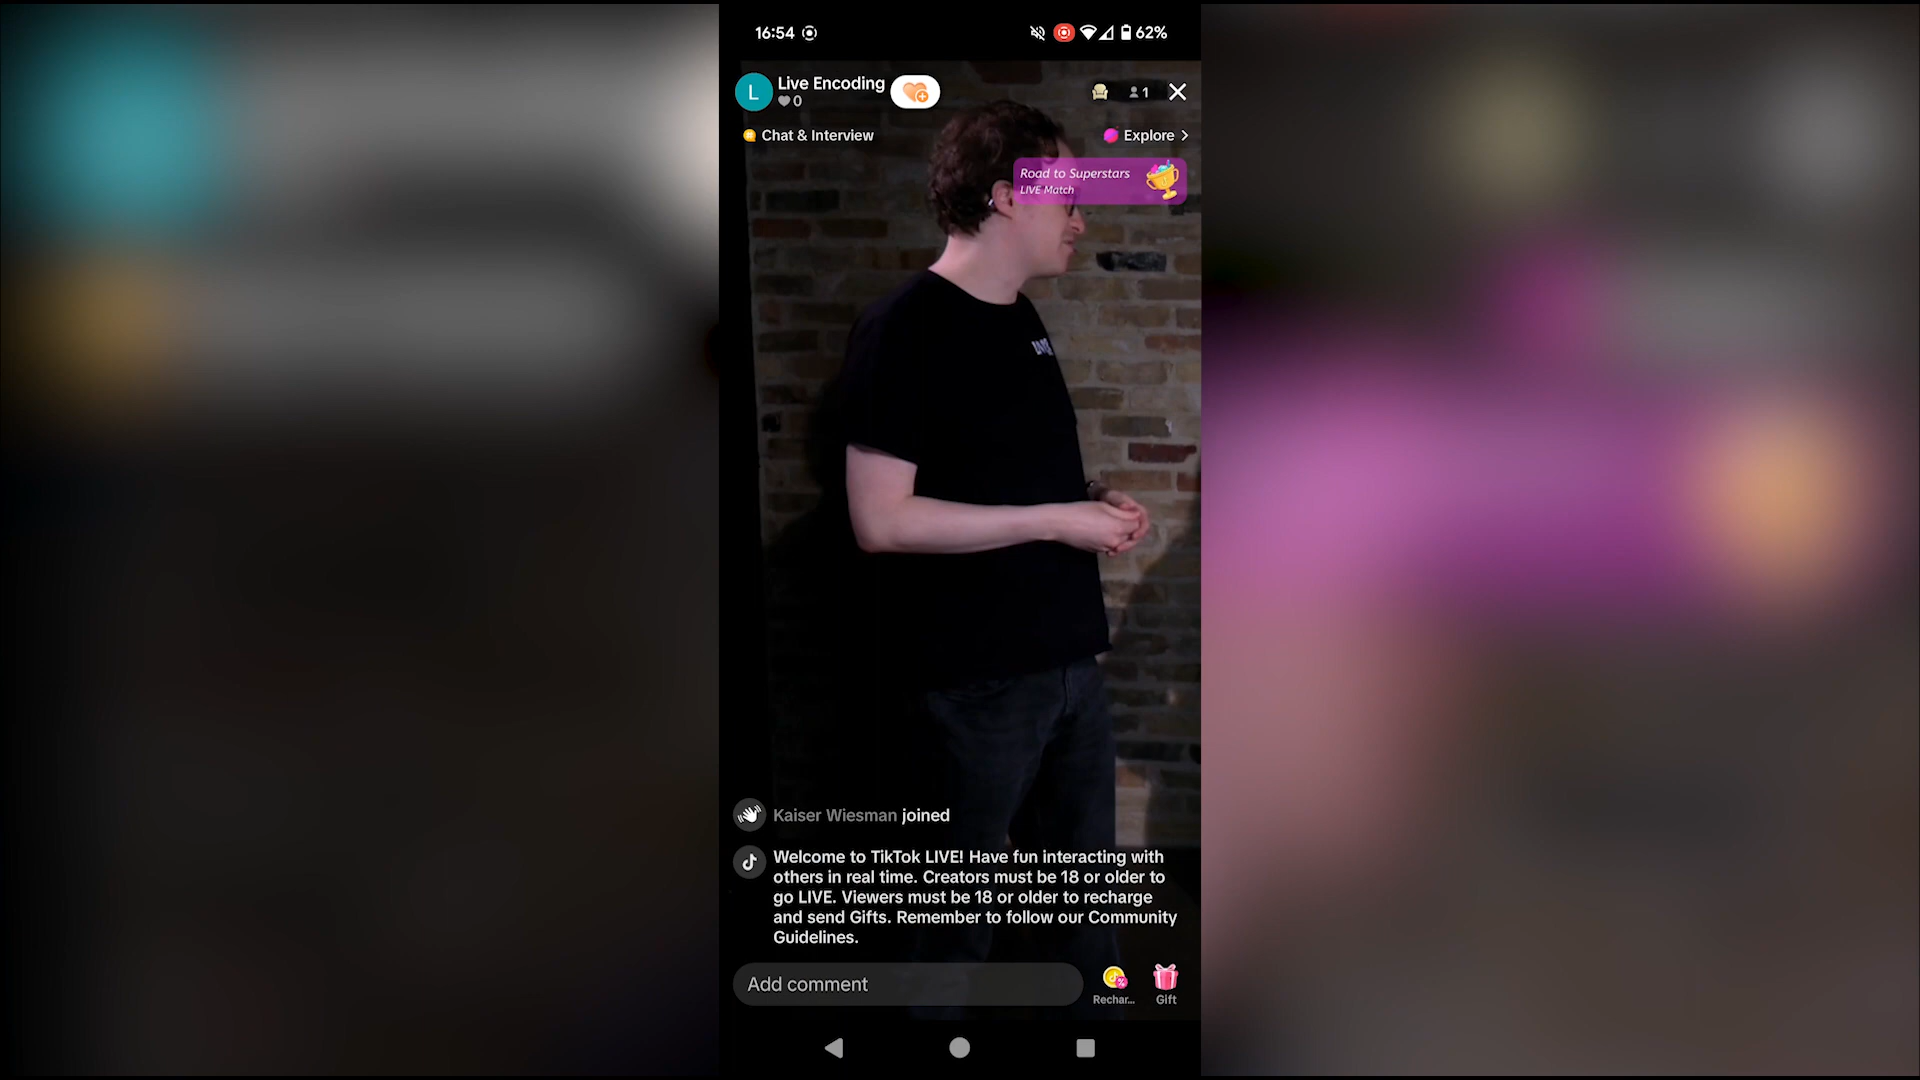 16:54
62%
L
Live Encoding
0
1
Chat & Interview
Explore
Road to Superstars
LIVE Match
Kaiser Wiesman joined
Welcome to TikTok LIVE! Have fun interacting with
others in real time. Creators must be 18 or older to
go LIVE. Viewers must be 18 or older to recharge
and send Gifts. Remember to follow our Community
Guidelines.
Add comment
Rechar...
Gift